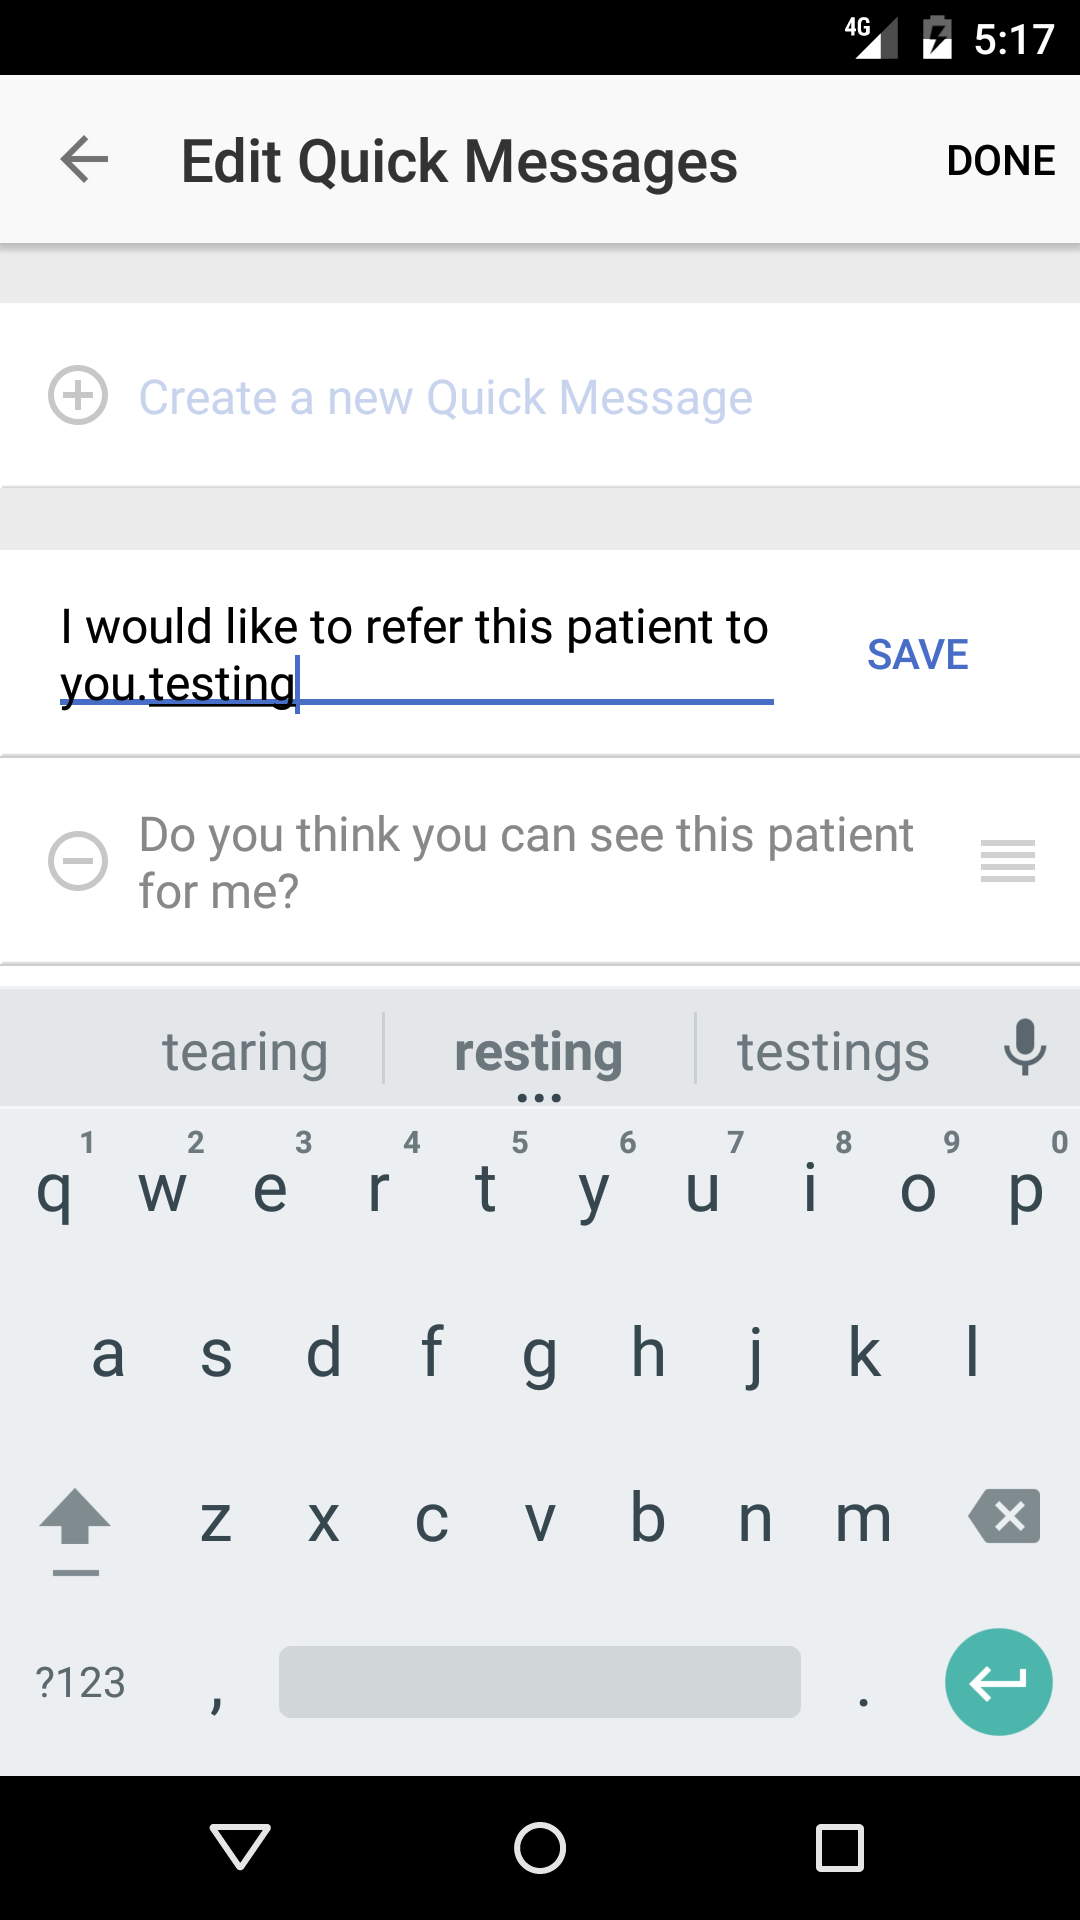 4G 5:17
Edit Quick Messages DONE
Create a new Quick Message
I would like to refer this patient to
you.testing
SAVE
Do you think you can see this patient
for me?
tearing resting testings
1 2 3 4 5 6 7 8 9 0
q w e r t y u i o p
a s d f g h j k l
z x c v b n m
?123 , .